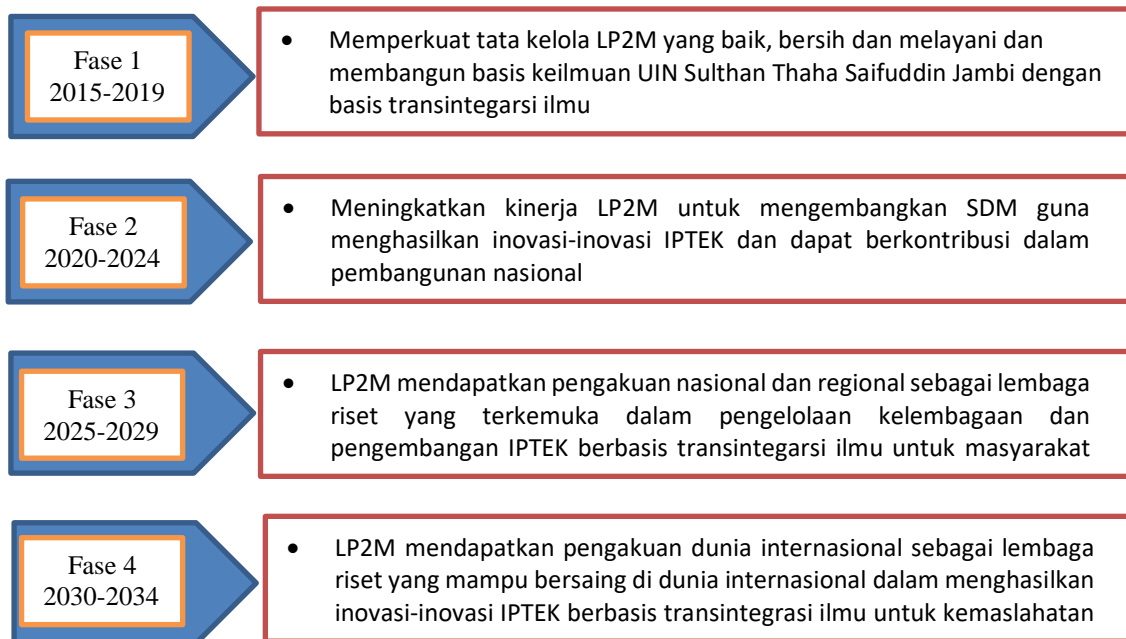 Fase 1
2015-2019
• Memperkuat tata kelola LP2M yang baik, bersih dan melayani dan
membangun basis keilmuan UIN Sulthan Thaha Saifuddin Jambi dengan
basis transintegarsi ilmu
Fase 2
2020-2024
• Meningkatkan kinerja LP2M untuk mengembangkan SDM guna
menghasilkan inovasi-inovasi IPTEK dan dapat berkontribusi dalam
pembangunan nasional
Fase 3
2025-2029
• LP2M mendapatkan pengakuan nasional dan regional sebagai lembaga
riset yang terkemuka dalam pengelolaan kelembagaan dan
pengembangan IPTEK berbasis transintegarsi ilmu untuk masyarakat
Fase 4
2030-2034
• LP2M mendapatkan pengakuan dunia internasional sebagai lembaga
riset yang mampu bersaing di dunia internasional dalam menghasilkan
inovasi-inovasi IPTEK berbasis transintegrasi ilmu untuk kemaslahatan